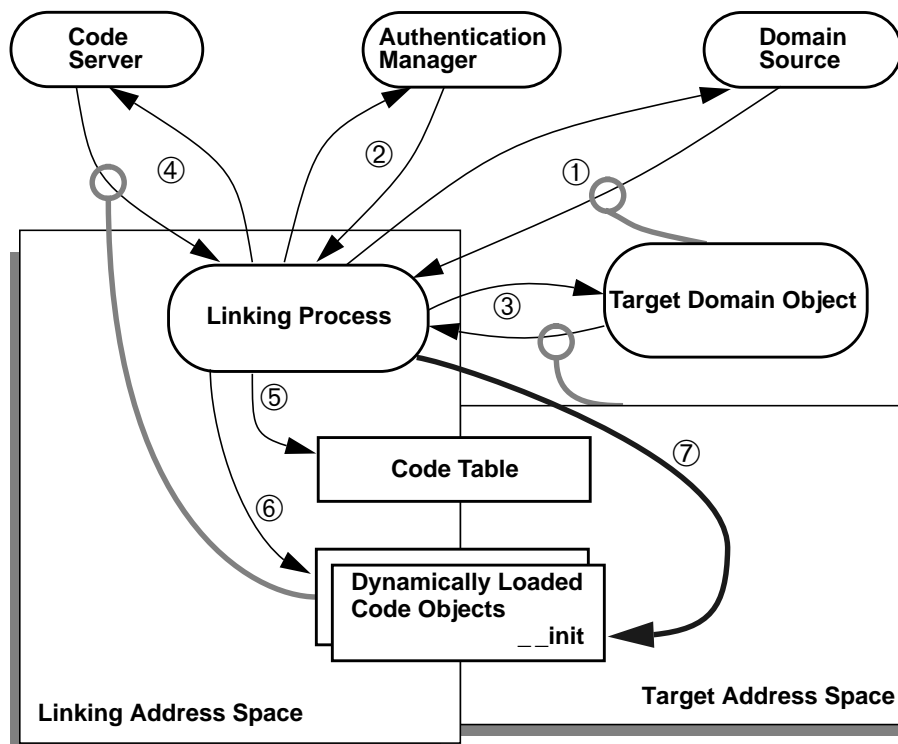 Code
Server
Authentication
Manager
Domain
Source
④
②
①
Linking Process
③
Target Domain Object
⑤
Code Table
⑦
⑥
Dynamically Loaded
Code Objects
__init
Linking Address Space
Target Address Space